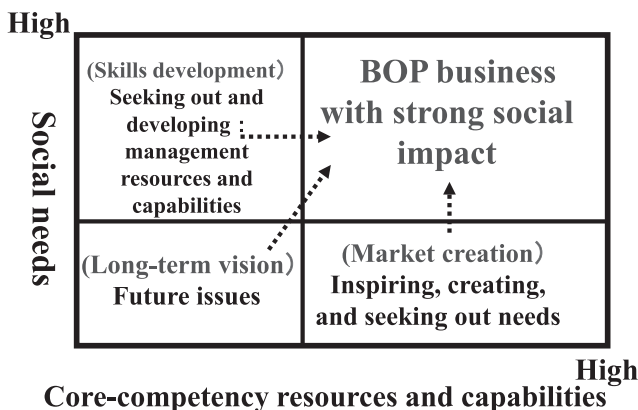 High
Social needs
(Skills development)
Seeking out and
developing
management
resources and
capabilities
BOP business
with strong social
impact
(Long-term vision)
Future issues
(Market creation)
Inspiring, creating,
and seeking out needs
High
Core-competency resources and capabilities